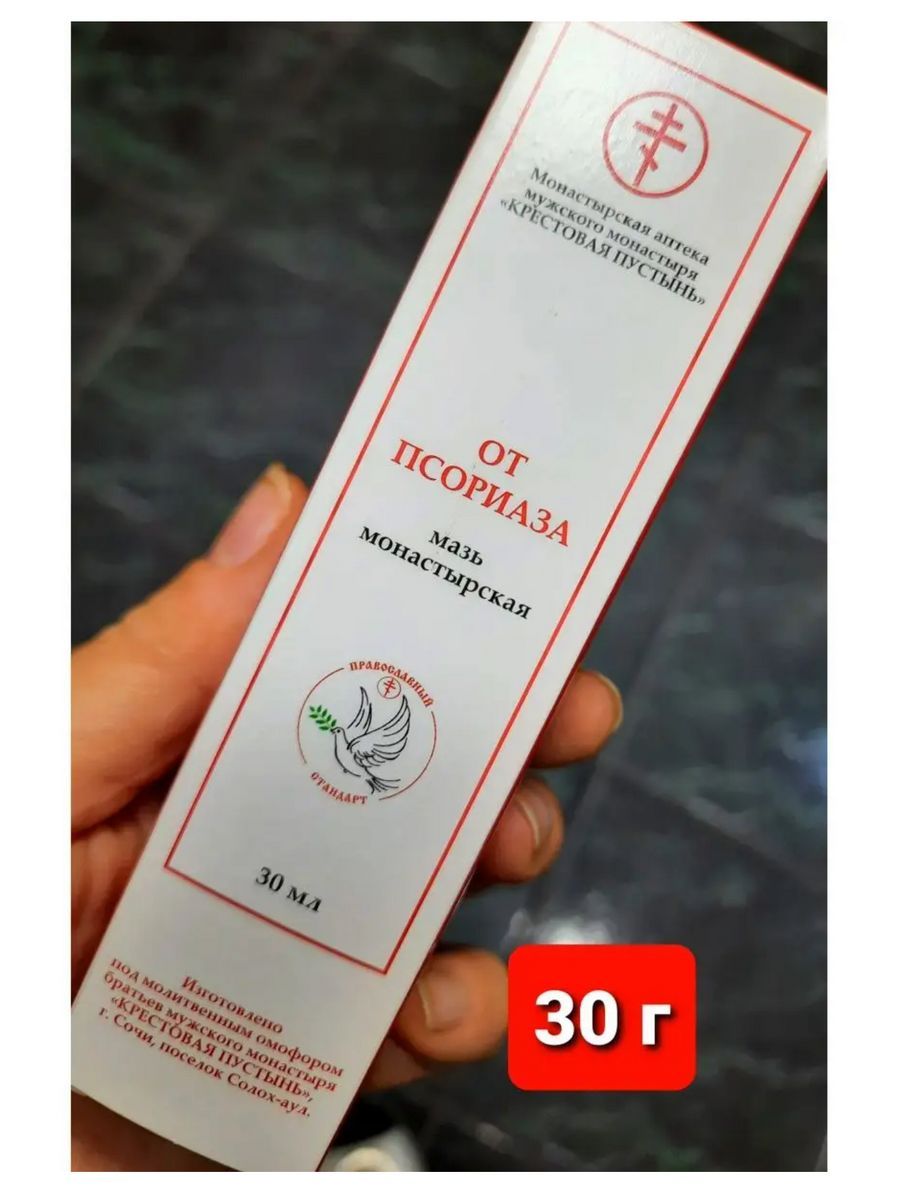 Монастырская аптека
мужского монастыря
«КРЕСТОВАЯ ПУСТЫНЬ»
ОТ
ПСОРИАЗА
мазь
монастырская
ПРАВОСЛАВНЫЙ
СТАНДАРТ
30 мл
Изготовлено
под молитвенным омофором
братьев мужского монастыря
«КРЕСТОВАЯ ПУСТЫНЬ»,
г. Сочи, поселок Солох-аул.
30 г